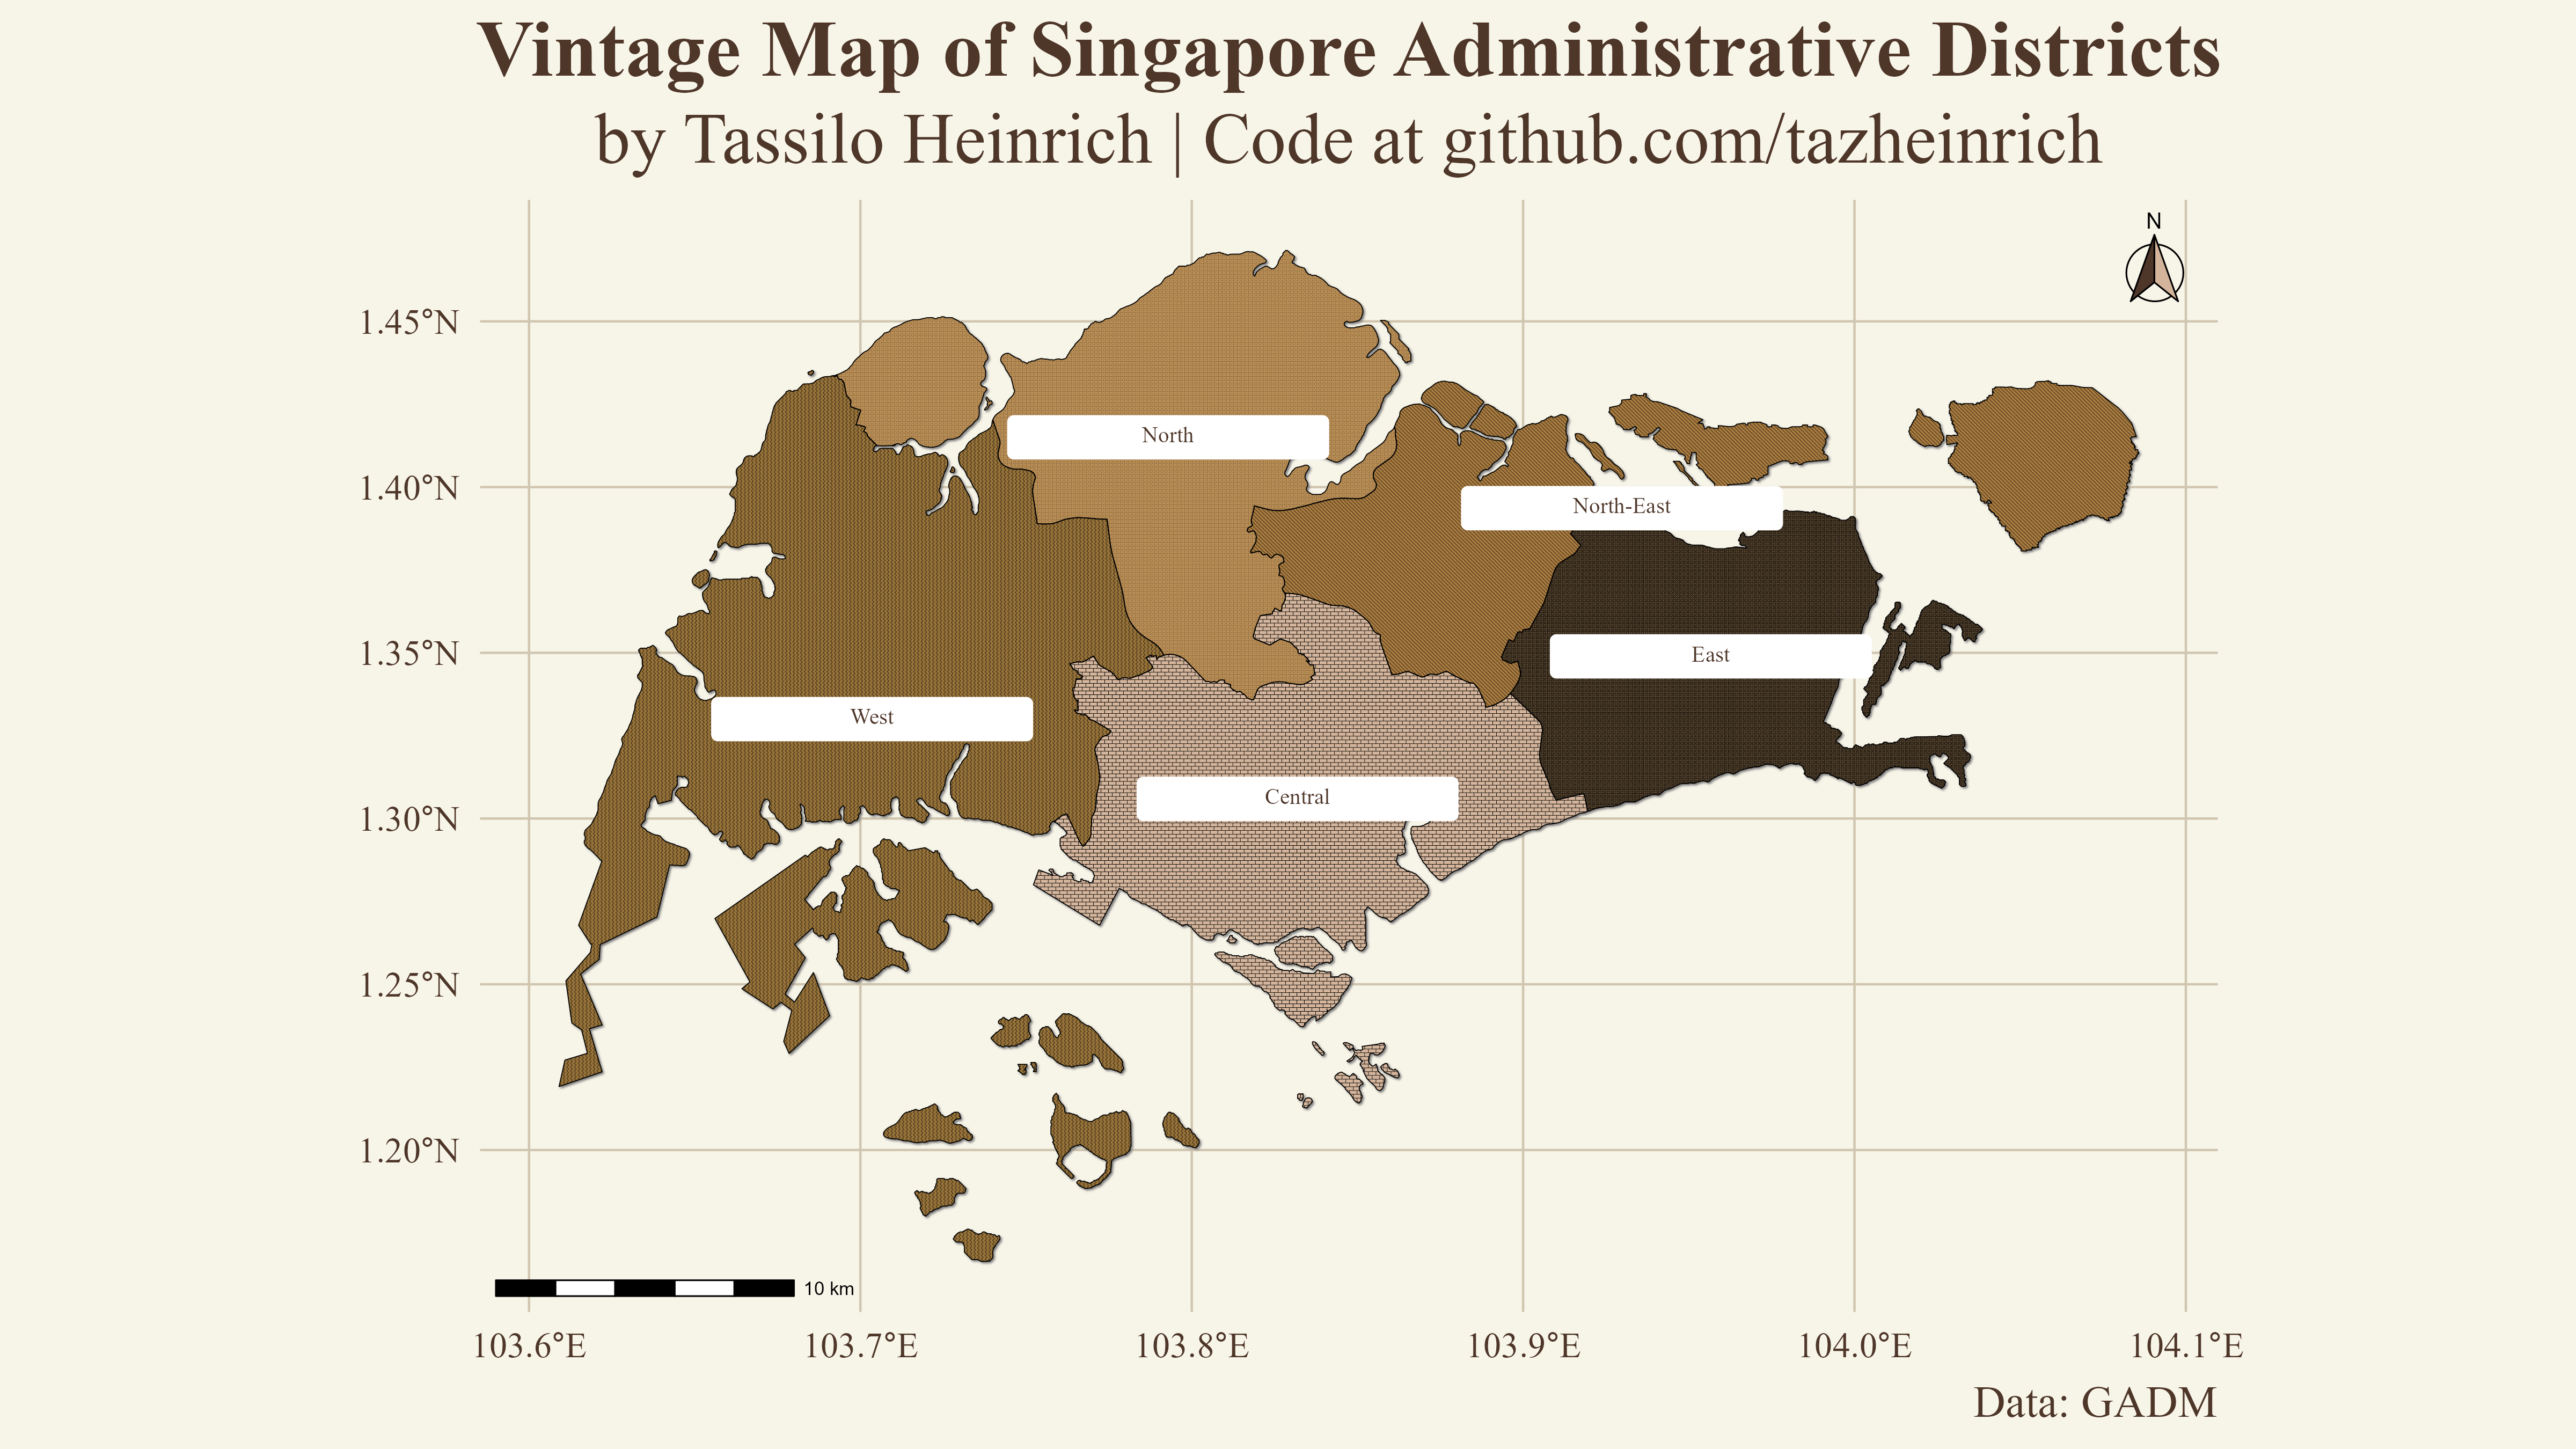 Vintage Map of Singapore Administrative Districts
by Tassilo Heinrich | Code at github.com/tazheinrich
N
1.45°N
North
1.40°N
North-East
1.35°N
East
West
Central
1.30°N
1.25°N
1.20°N
10 km
103.6°E 103.7°E 103.8°E 103.9°E 104.0°E 104.1°E
Data: GADM